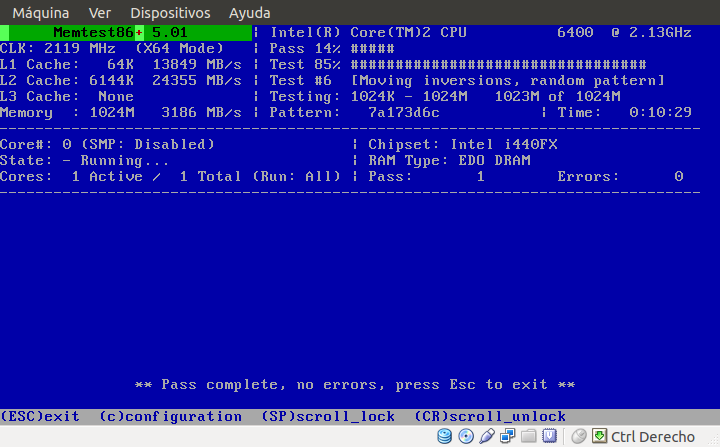 Máquina Ver Dispositivos Ayuda
Memtest86+ 5.01 | Intel(R) Core(TM)2 CPU 6400 @ 2.13GHz
CLK: 2119 MHz (X64 Mode) | Pass 14% #####
L1 Cache: 64K 13849 MB/s | Test 85% #################################
L2 Cache: 6144K 24355 MB/s | Test #6 [Moving inversions, random pattern]
L3 Cache: None | Testing: 1024K - 1024M 1023M of 1024M
Memory : 1024M 3186 MB/s | Pattern: 7a173d6c | Time: 0:10:29
------------------------------------------------------------------------------
Core#: 0 (SMP: Disabled) | Chipset: Intel i440FX
State: - Running... | RAM Type: EDO DRAM
Cores: 1 Active / 1 Total (Run: All) | Pass: 1 Errors: 0
------------------------------------------------------------------------------
** Pass complete, no errors, press Esc to exit **
(ESC)exit (c)configuration (SP)scroll_lock (CR)scroll_unlock
Ctrl Derecho